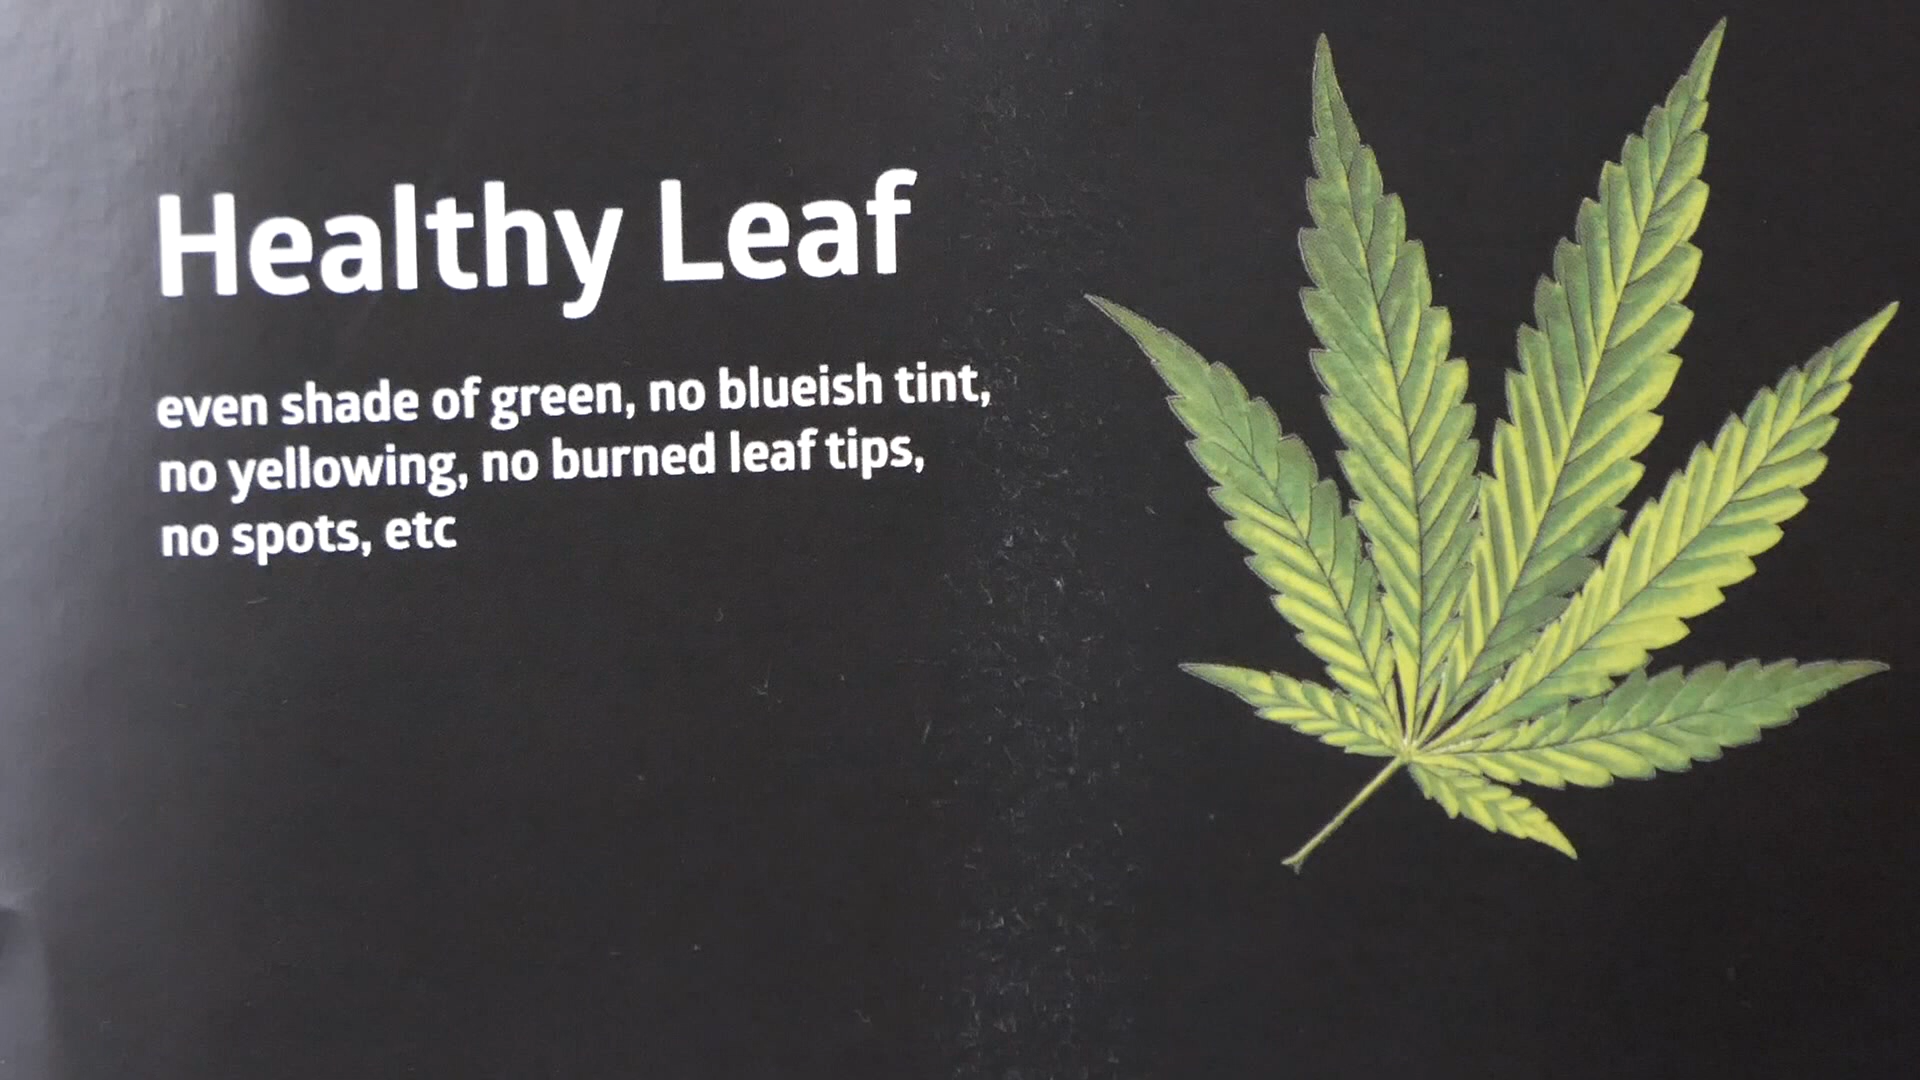 Healthy Leaf
even shade of green, no blueish tint,
no yellowing, no burned leaf tips,
no spots, etc